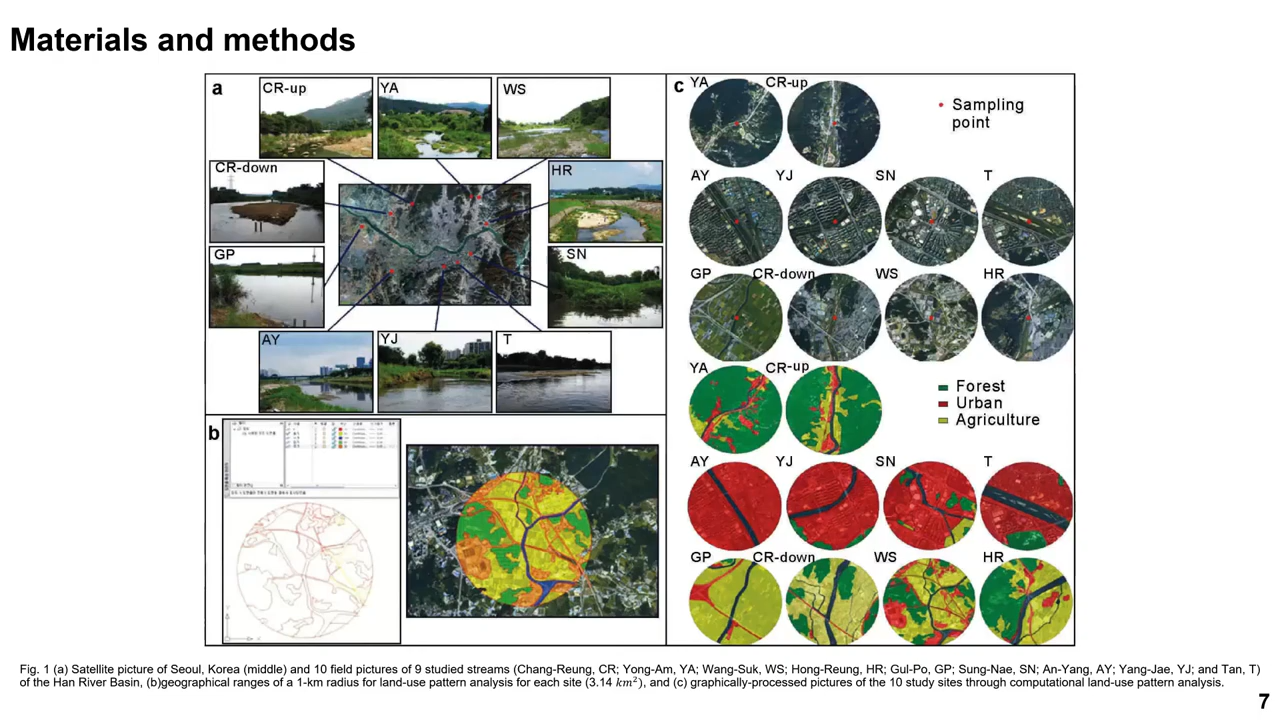 Materials and methods
a
CR-up
YA
WS
CR-down
HR
GP
SN
AY
YJ
T
b
c
YA
CR-up
Sampling
point
AY
YJ
SN
T
GP
CR-down
WS
HR
YA
CR-up
Forest
Urban
Agriculture
AY
YJ
SN
T
GP
CR-down
WS
HR
Fig. 1 (a) Satellite picture of Seoul, Korea (middle) and 10 field pictures of 9 studied streams (Chang-Reung, CR; Yong-Am, YA; Wang-Suk, WS; Hong-Reung, HR; Gul-Po, GP; Sung-Nae, SN; An-Yang, AY; Yang-Jae, YJ; and Tan, T)
of the Han River Basin, (b)geographical ranges of a 1-km radius for land-use pattern analysis for each site (3.14 km²), and (c) graphically-processed pictures of the 10 study sites through computational land-use pattern analysis.
7